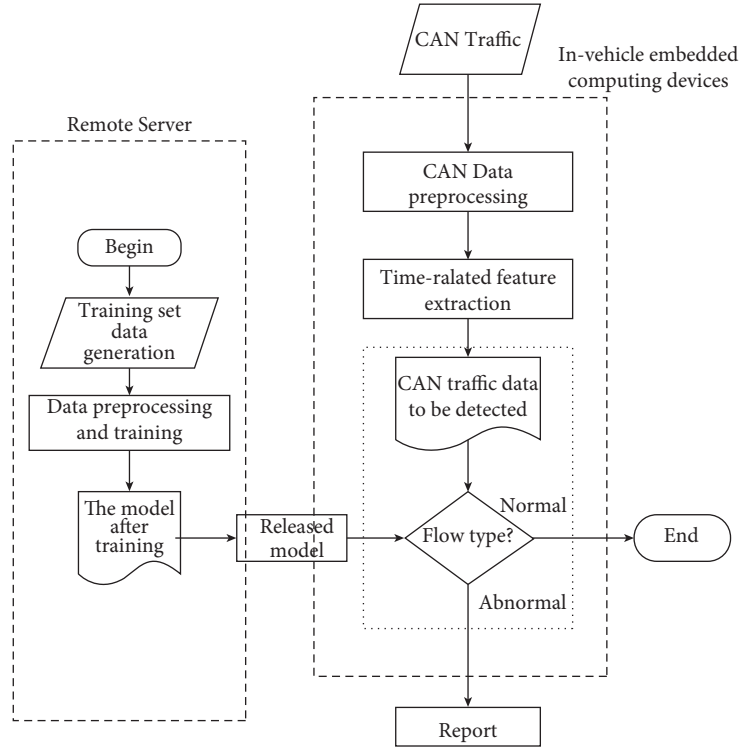 CAN Traffic
In-vehicle embedded
computing devices
Remote Server
CAN Data
preprocessing
Begin
Time-ralated feature
extraction
Training set
data
generation
CAN traffic data
to be detected
Data preprocessing
and training
The model
after
training
Released
model
Flow type?
Normal
End
Abnormal
Report